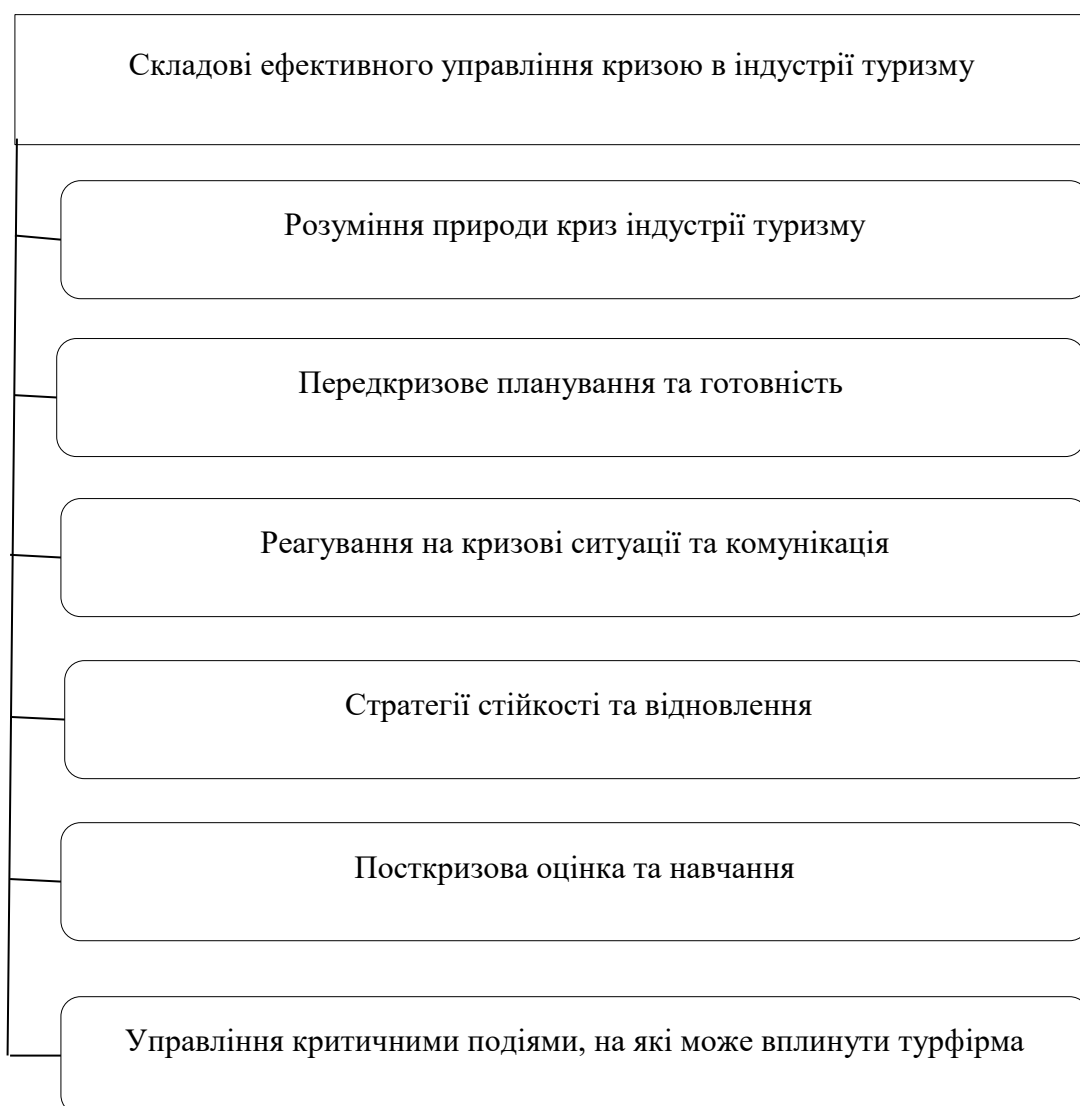 Складові ефективного управління кризою в індустрії туризму
Розуміння природи криз індустрії туризму
Передкризове планування та готовність
Реагування на кризові ситуації та комунікація
Стратегії стійкості та відновлення
Посткризова оцінка та навчання
Управління критичними подіями, на які може вплинути турфірма